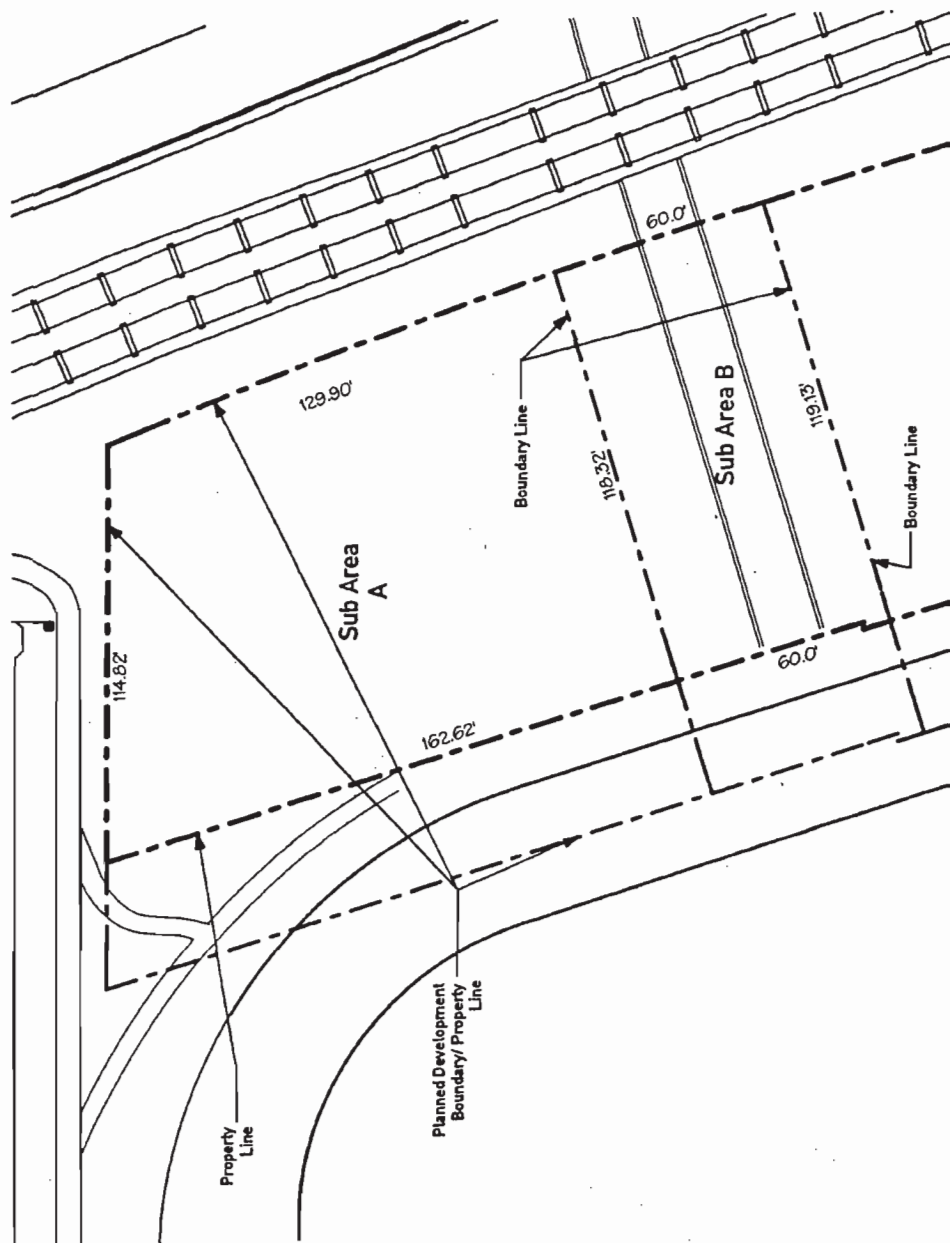 60.0'
129.90'
Boundary Line
Sub Area B
118.32'
119.13'
Boundary Line
Sub Area
A
114.82'
162.62'
60.0'
Planned Development
Boundary/ Property
Line
Property
Line